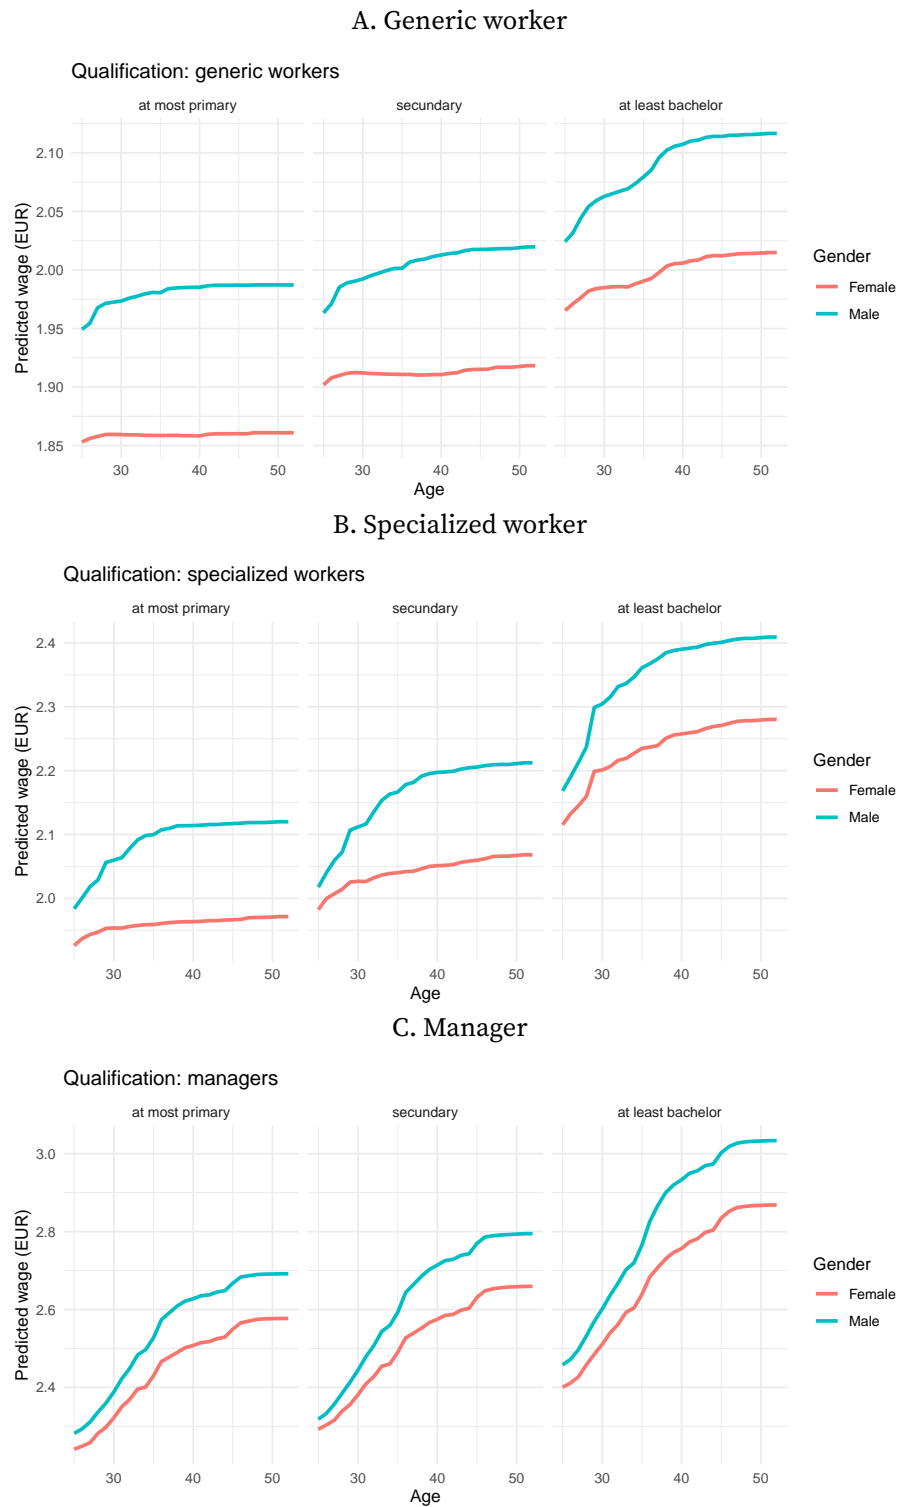 A. Generic worker
Qualification: generic workers
at most primary secundary at least bachelor
2.10
2.05
2.00
1.95
1.90
1.85
Predicted wage (EUR)
30 40 50 30 40 50 30 40 50
Age
Gender
Female
Male
B. Specialized worker
Qualification: specialized workers
at most primary secundary at least bachelor
2.4
2.3
2.2
2.1
2.0
Predicted wage (EUR)
30 40 50 30 40 50 30 40 50
Age
Gender
Female
Male
C. Manager
Qualification: managers
at most primary secundary at least bachelor
3.0
2.8
2.6
2.4
Predicted wage (EUR)
30 40 50 30 40 50 30 40 50
Age
Gender
Female
Male